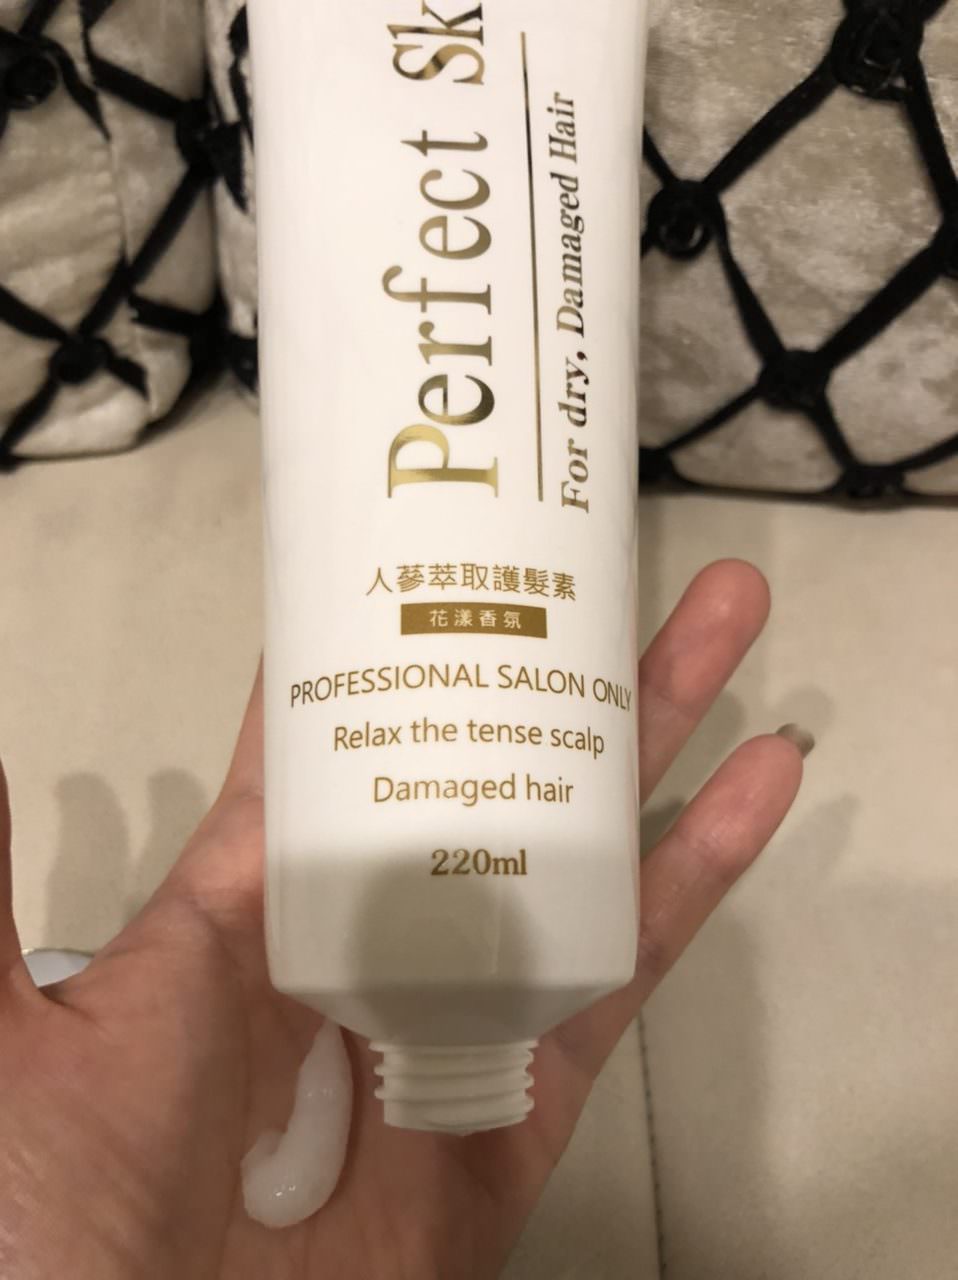 Perfect Sk
For dry, Damaged Hair
人蔘萃取護髮素
花漾香氛
PROFESSIONAL SALON ONLY
Relax the tense scalp
Damaged hair
220ml